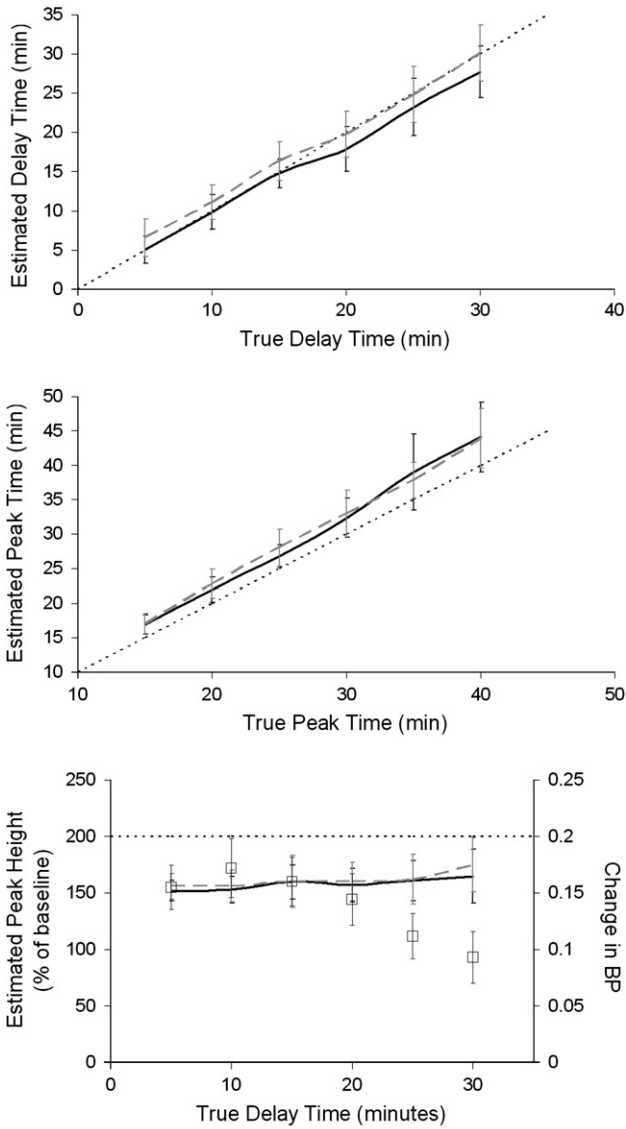 35
30
25
20
15
10
5
0
Estimated Delay Time (min)
0 10 20 30 40
True Delay Time (min)
50
45
40
35
30
25
20
15
10
Estimated Peak Time (min)
10 20 30 40 50
True Peak Time (min)
250
200
150
100
50
0
Estimated Peak Height
(% of baseline)
0.25
0.2
0.15
0.1
0.05
0
Change in BP
0 10 20 30
True Delay Time (minutes)